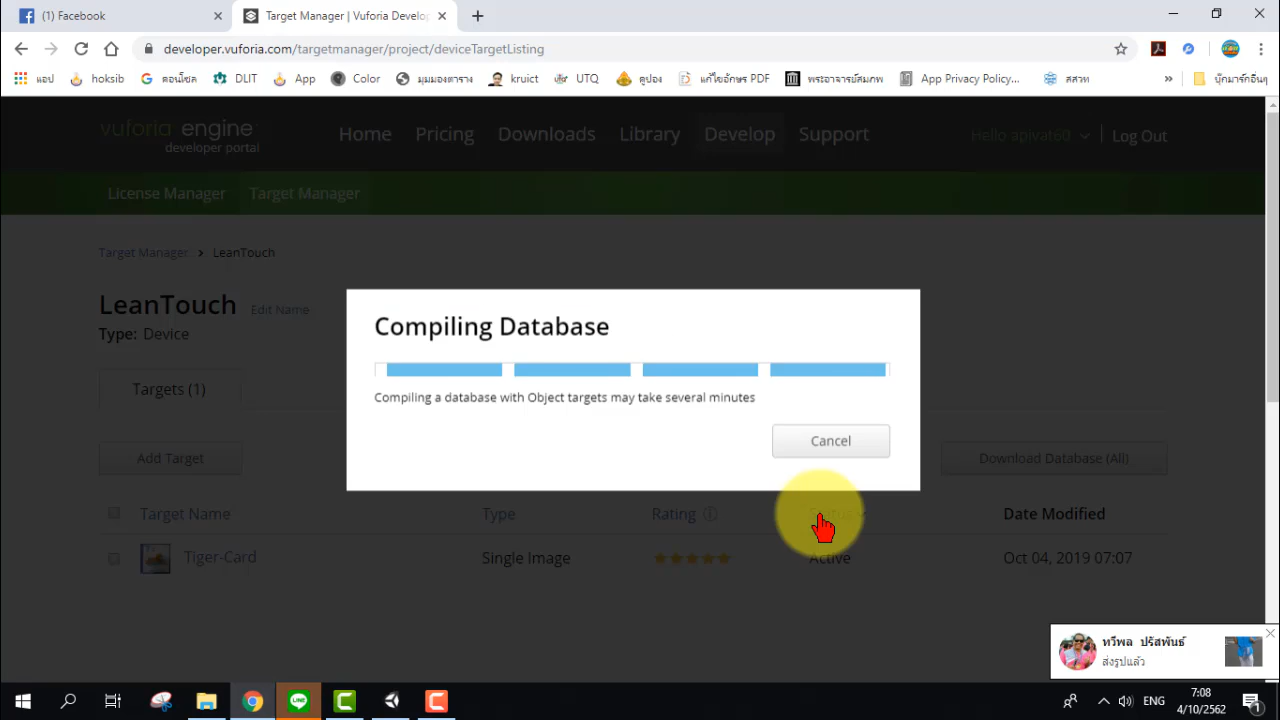 (1) Facebook
Target Manager | Vuforia Develop
developer.vuforia.com/targetmanager/project/deviceTargetListing
แอป hoksib ตอนโซล DLIT App Color มุมมองตาราง kruict UTQ คูปอง แก้ไอักษร PDF พระอาจารย์สมภพ App Privacy Policy... สสวท » บุ๊กมาร์กอื่นๆ
vuforia engine
developer portal
Home Pricing Downloads Library Develop Support Hello apivat60 Log Out
License Manager Target Manager
Target Manager > LeanTouch
LeanTouch Edit Name
Type: Device
Compiling Database
Compiling a database with Object targets may take several minutes
Cancel
Targets (1)
Add Target Download Database (All)
Target Name Type Rating Status Date Modified
Tiger-Card Single Image Active Oct 04, 2019 07:07
ทวีพล ปรัสพันธ์
ส่งรูปแล้ว
LINE
ENG
7:08
4/10/2562
1